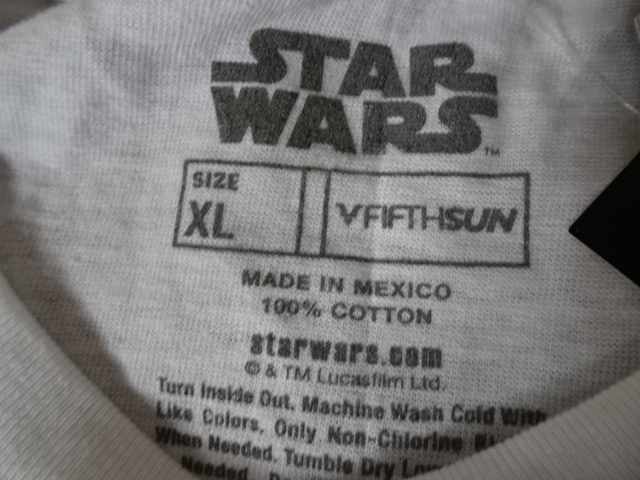 STAR
WARS
TM
SIZE
XL
FIFTHSUN
MADE IN MEXICO
100% COTTON
starwars.com
© & TM Lucasfilm Ltd.
Turn Inside Out. Machine Wash Cold With
Like Colors. Only Non-Chlorine
When Needed. Tumble Dry
Needed.